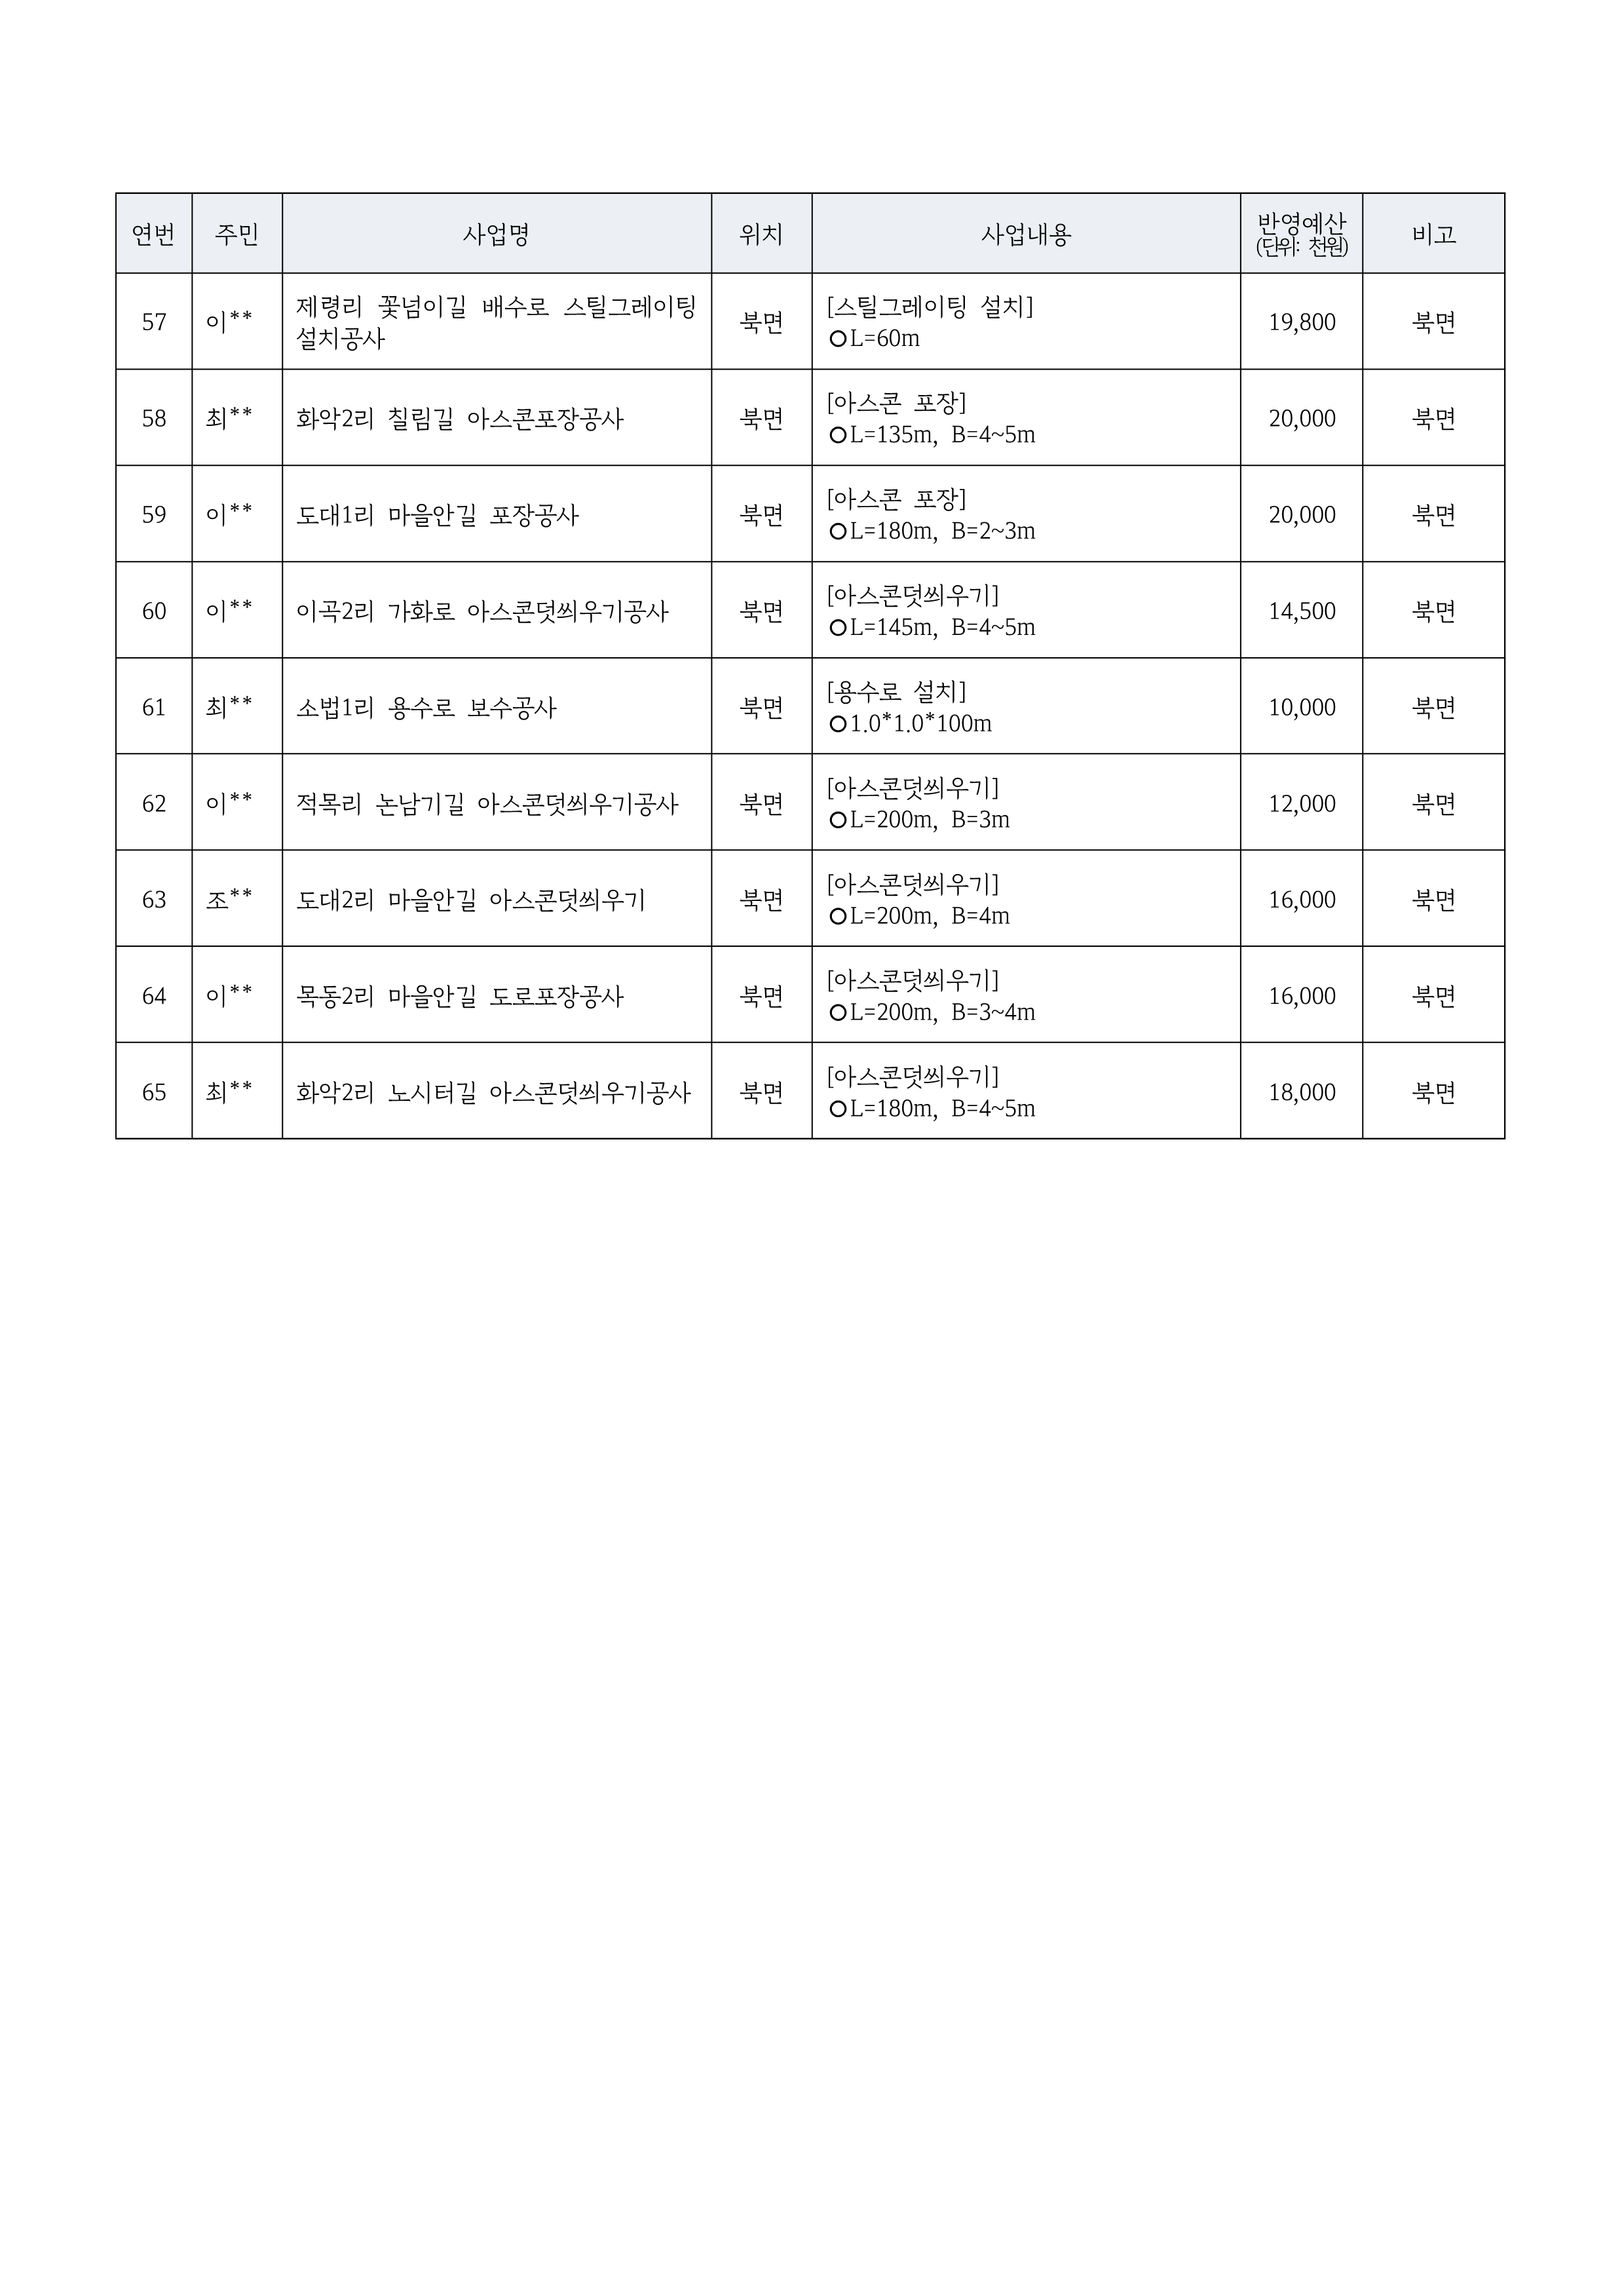 연번 주민 사업명 위치 사업내용 반영예산 비고
(단위: 천원)
57 이** 제령리 꽃넘이길 배수로 스틸그레이팅 북면 [스틸그레이팅 설치] 19,800 북면
설치공사 ○L=60m
58 최** 화악2리 칠림길 아스콘포장공사 북면 [아스콘 포장] 20,000 북면
○L=135m, B=4~5m
59 이** 도대1리 마을안길 포장공사 북면 [아스콘 포장] 20,000 북면
○L=180m, B=2~3m
60 이** 이곡2리 가화로 아스콘덧씌우기공사 북면 [아스콘덧씌우기] 14,500 북면
○L=145m, B=4~5m
61 최** 소법1리 용수로 보수공사 북면 [용수로 설치] 10,000 북면
○1.0*1.0*100m
62 이** 적목리 논남기길 아스콘덧씌우기공사 북면 [아스콘덧씌우기] 12,000 북면
○L=200m, B=3m
63 조** 도대2리 마을안길 아스콘덧씌우기 북면 [아스콘덧씌우기] 16,000 북면
○L=200m, B=4m
64 이** 목동2리 마을안길 도로포장공사 북면 [아스콘덧씌우기] 16,000 북면
○L=200m, B=3~4m
65 최** 화악2리 노시터길 아스콘덧씌우기공사 북면 [아스콘덧씌우기] 18,000 북면
○L=180m, B=4~5m